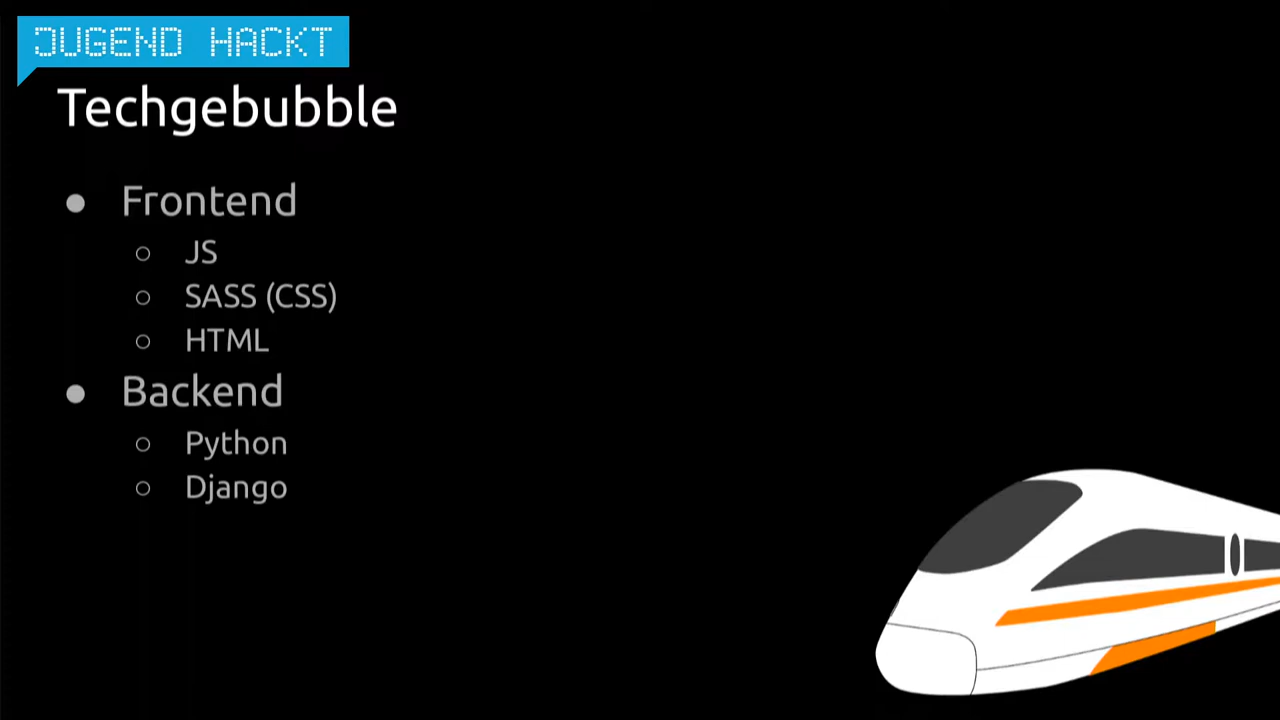 JUGEND HACKT
Techgebubble
● Frontend
○ JS
○ SASS (CSS)
○ HTML
● Backend
○ Python
○ Django